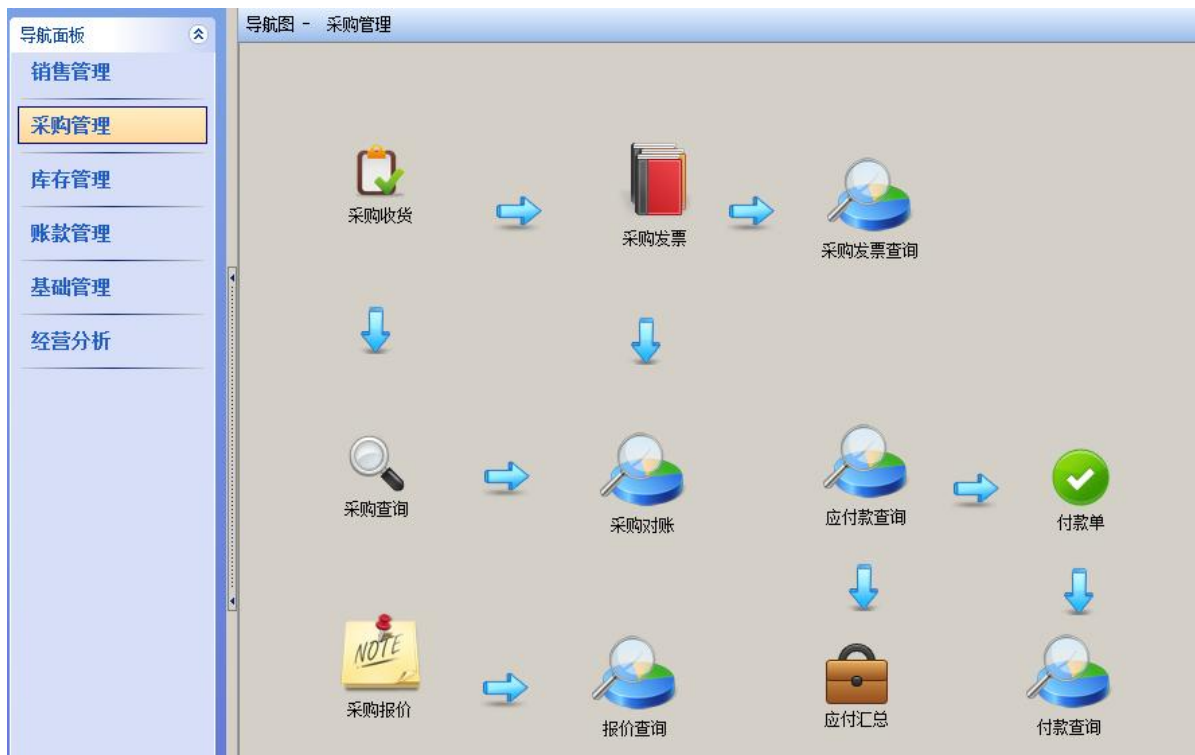 导航面板
销售管理
采购管理
库存管理
账款管理
基础管理
经营分析
导航图 - 采购管理
采购收货
采购发票
采购发票查询
采购查询
采购对账
应付款查询
付款单
NOTE
采购报价
报价查询
应付汇总
付款查询